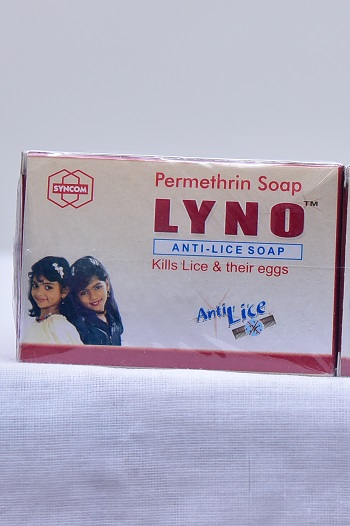 SYNCOM
Permethrin Soap
LYNO™
ANTI-LICE SOAP
Kills Lice & their eggs
Anti Lice